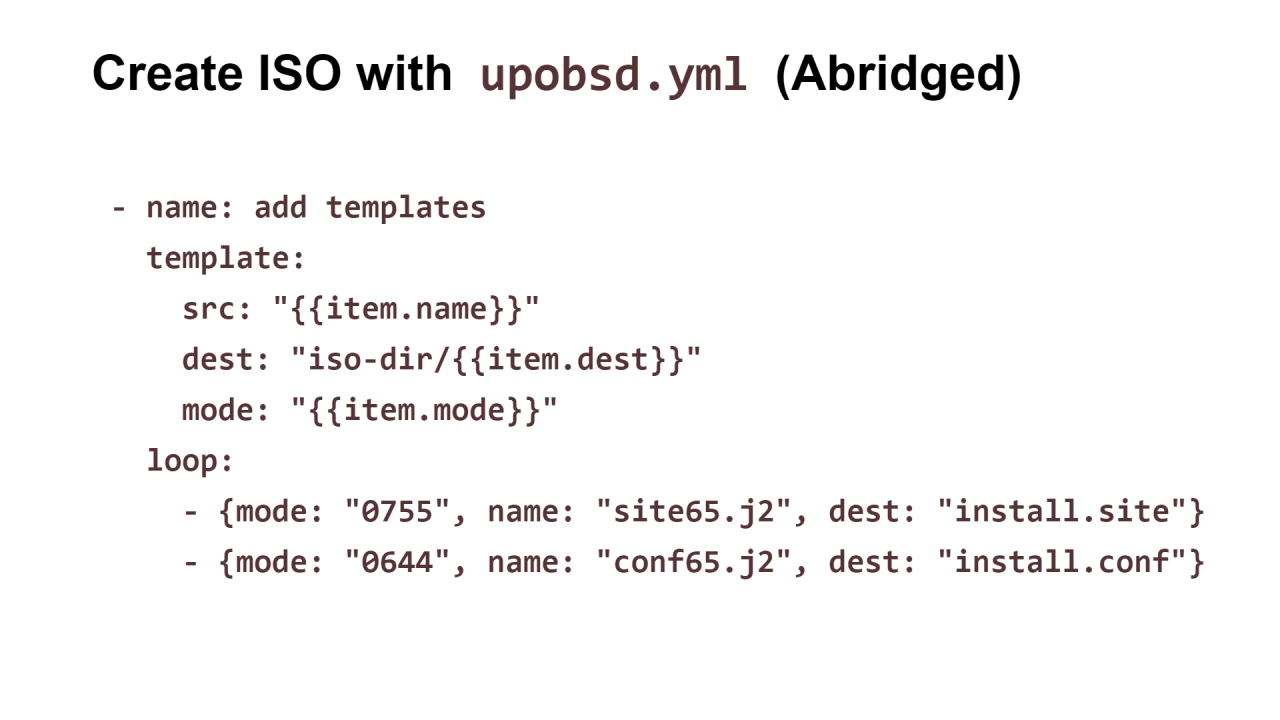 Create ISO with upobsd.yml (Abridged)
- name: add templates
  template:
    src: "{{item.name}}"
    dest: "iso-dir/{{item.dest}}"
    mode: "{{item.mode}}"
  loop:
    - {mode: "0755", name: "site65.j2", dest: "install.site"}
    - {mode: "0644", name: "conf65.j2", dest: "install.conf"}